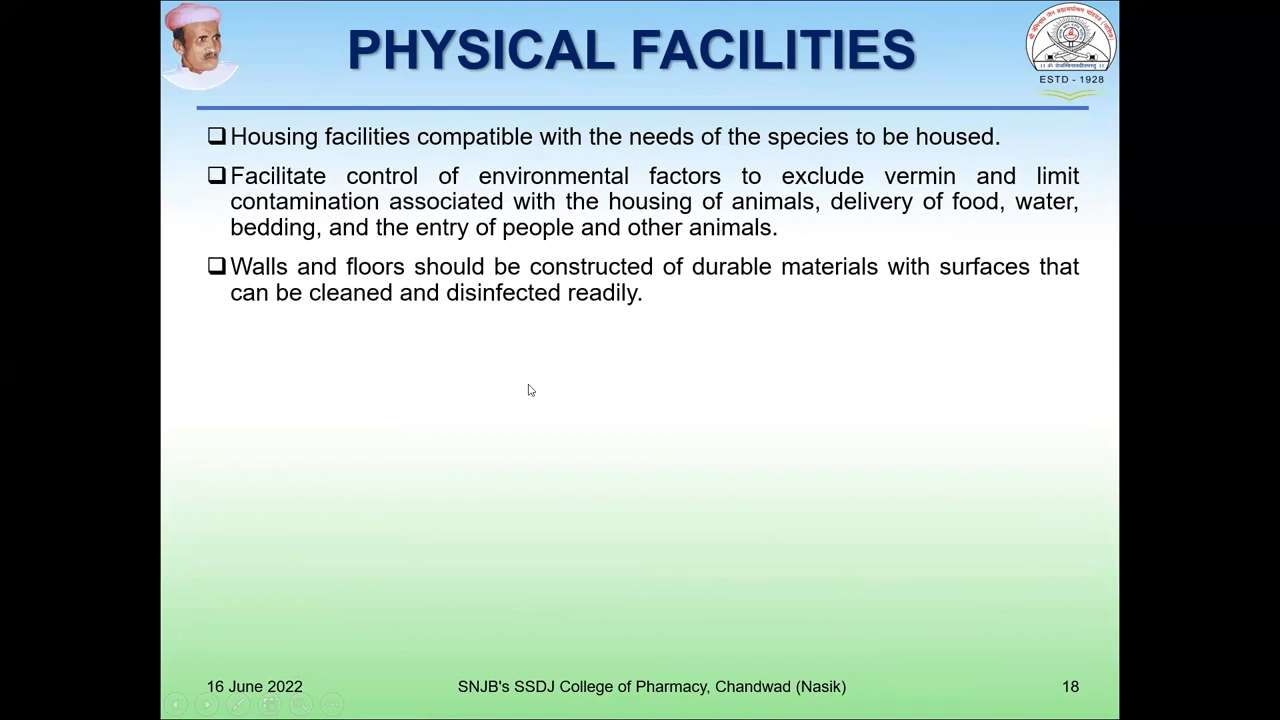 PHYSICAL FACILITIES
ESTD - 1928
Housing facilities compatible with the needs of the species to be housed.
Facilitate control of environmental factors to exclude vermin and limit
contamination associated with the housing of animals, delivery of food, water,
bedding, and the entry of people and other animals.
Walls and floors should be constructed of durable materials with surfaces that
can be cleaned and disinfected readily.
16 June 2022
SNJB's SSDJ College of Pharmacy, Chandwad (Nasik)
18